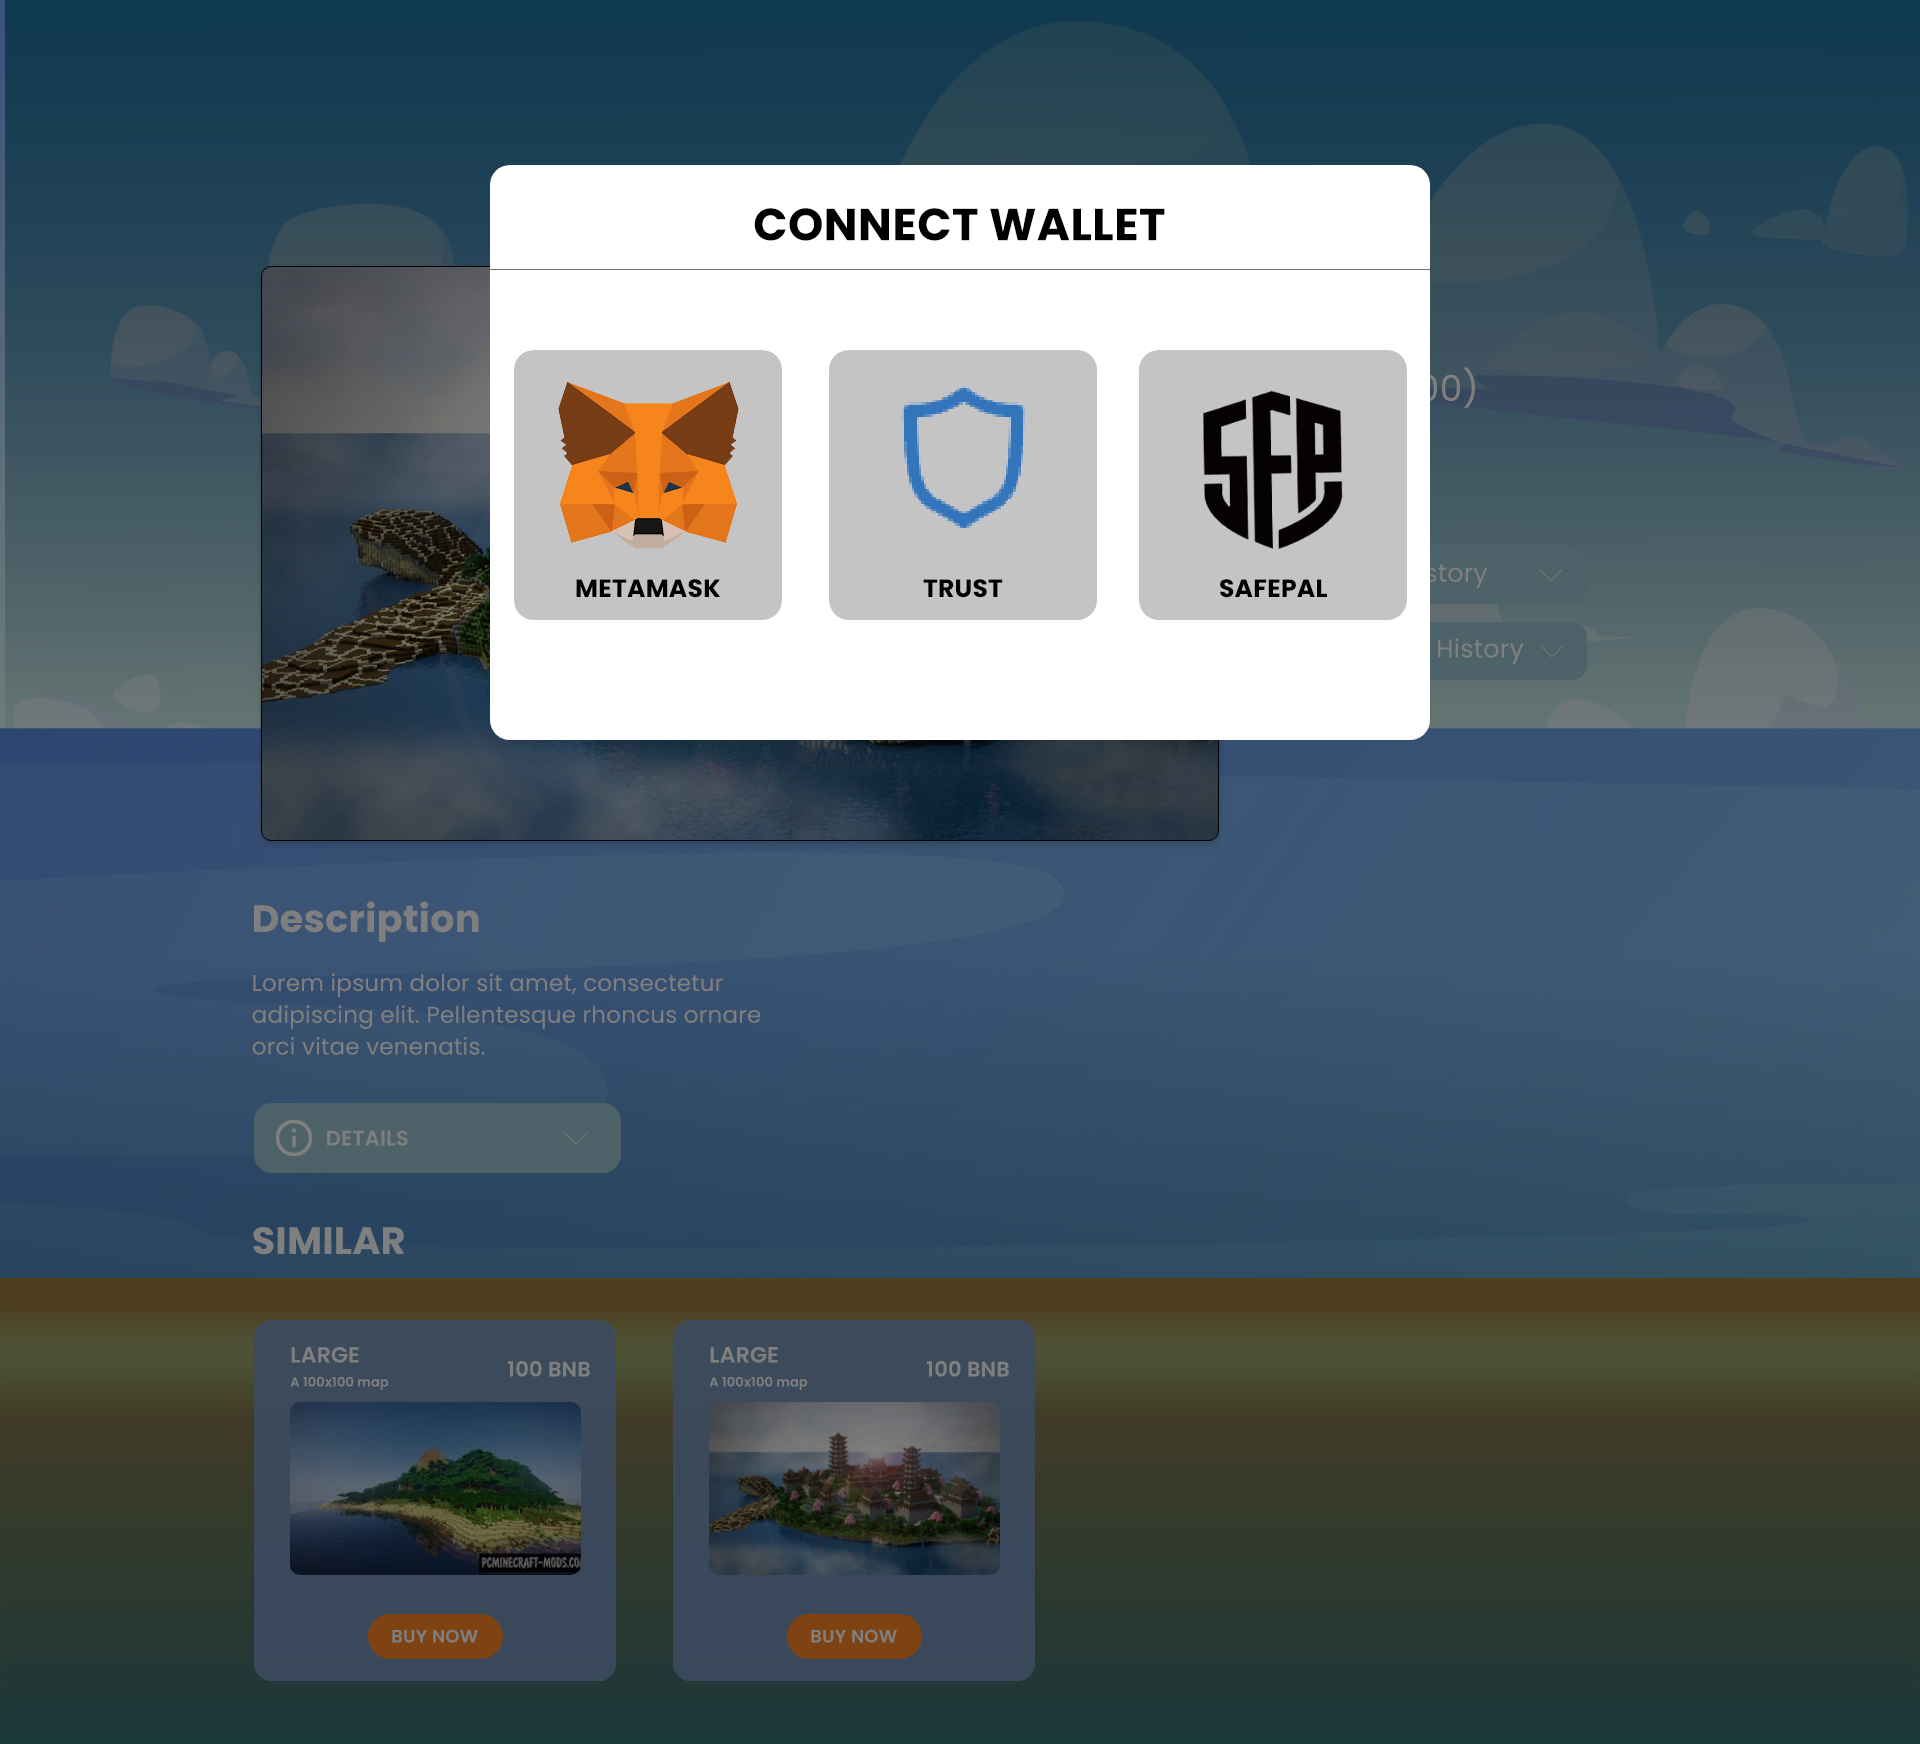 CONNECT WALLET
00)
METAMASK
TRUST
SFP
SAFEPAL
story
History
Description
Lorem ipsum dolor sit amet, consectetur
adipiscing elit. Pellentesque rhoncus ornare
orci vitae venenatis.
DETAILS
SIMILAR
LARGE
100 BNB
A 100x100 map
PCMINECRAFT-MODS.CO
BUY NOW
LARGE
100 BNB
A 100x100 map
BUY NOW